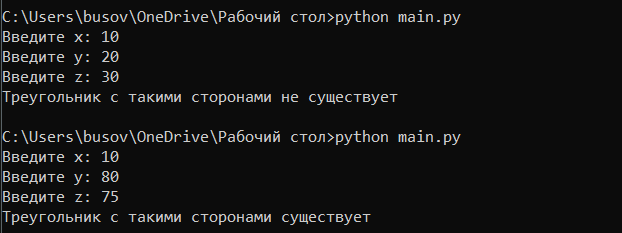 C:\Users\busov\OneDrive\Рабочий стол>python main.py
Введите x: 10
Введите y: 20
Введите z: 30
Треугольник с такими сторонами не существует
C:\Users\busov\OneDrive\Рабочий стол>python main.py
Введите x: 10
Введите y: 80
Введите z: 75
Треугольник с такими сторонами существует